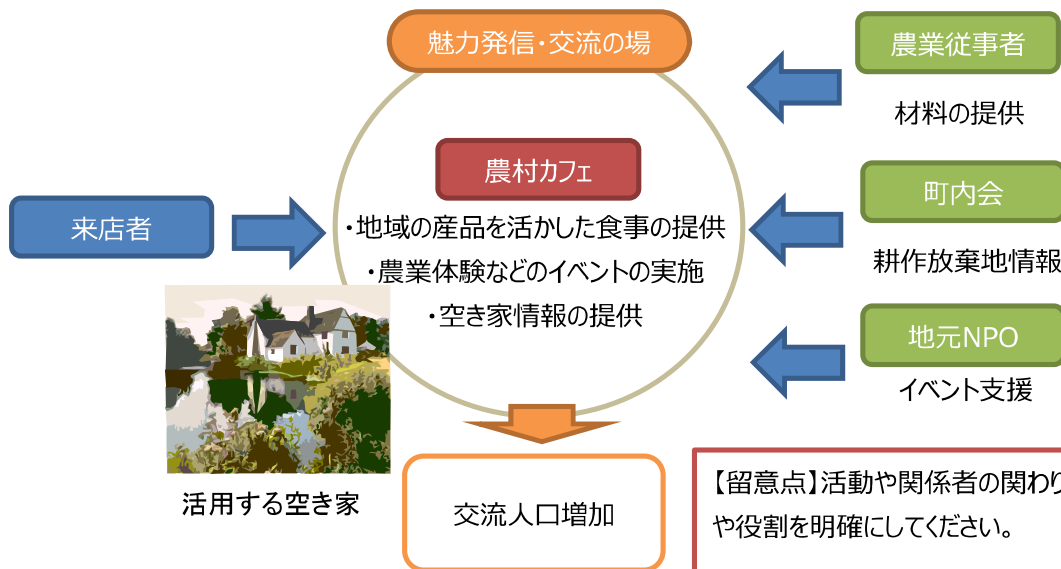 魅力発信・交流の場
農業従事者
材料の提供
農村カフェ
町内会
来店者
・地域の産品を活かした食事の提供
・農業体験などのイベントの実施
耕作放棄地情報
・空き家情報の提供
地元NPO
イベント支援
活用する空き家
交流人口増加
【留意点】活動や関係者の関わり
や役割を明確にしてください。